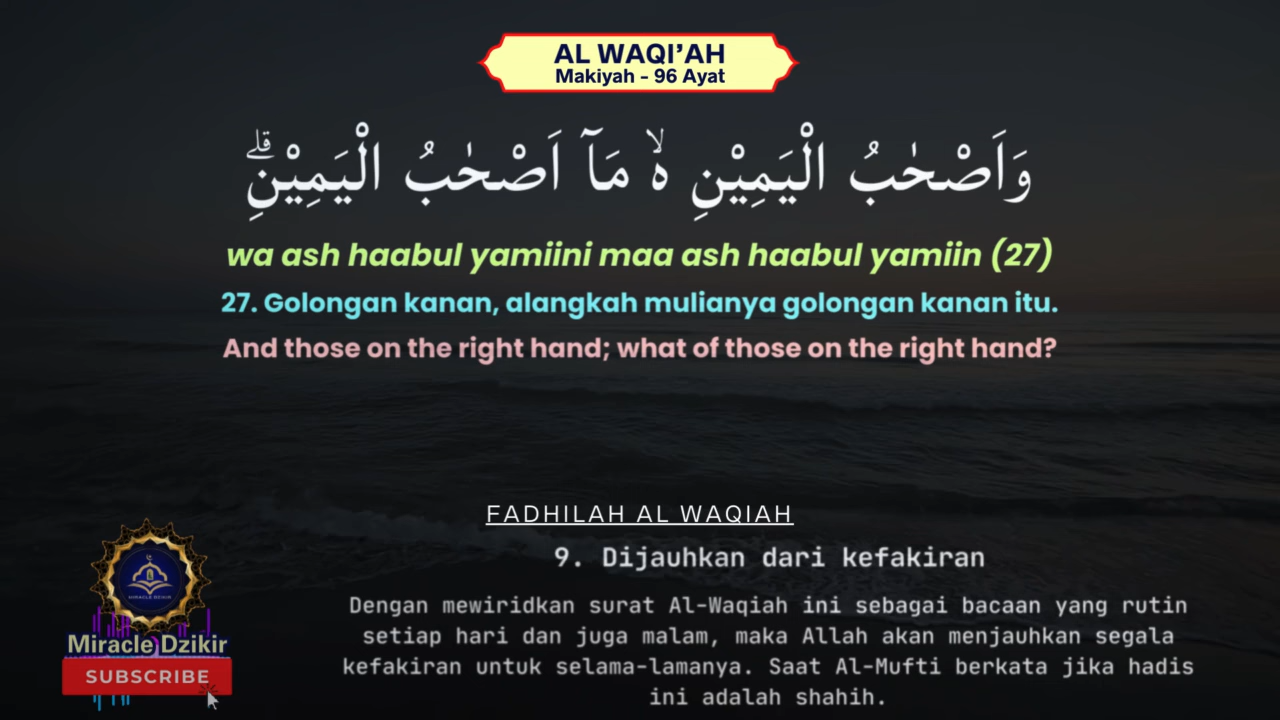 AL WAQI'AH
Makiyah - 96 Ayat
وَاَصْحٰبُ الْيَمِيْنِ ەۙ مَآ اَصْحٰبُ الْيَمِيْنِۗ
wa ash haabul yamiini maa ash haabul yamiin (27)
27. Golongan kanan, alangkah mulianya golongan kanan itu.
And those on the right hand; what of those on the right hand?
FADHILAH AL WAQIAH
9. Dijauhkan dari kefakiran
Dengan mewiridkan surat Al-Waqiah ini sebagai bacaan yang rutin
setiap hari dan juga malam, maka Allah akan menjauhkan segala
kefakiran untuk selama-lamanya. Saat Al-Mufti berkata jika hadis
ini adalah shahih.
MIRACLE DZIKIR
Miracle Dzikir
SUBSCRIBE